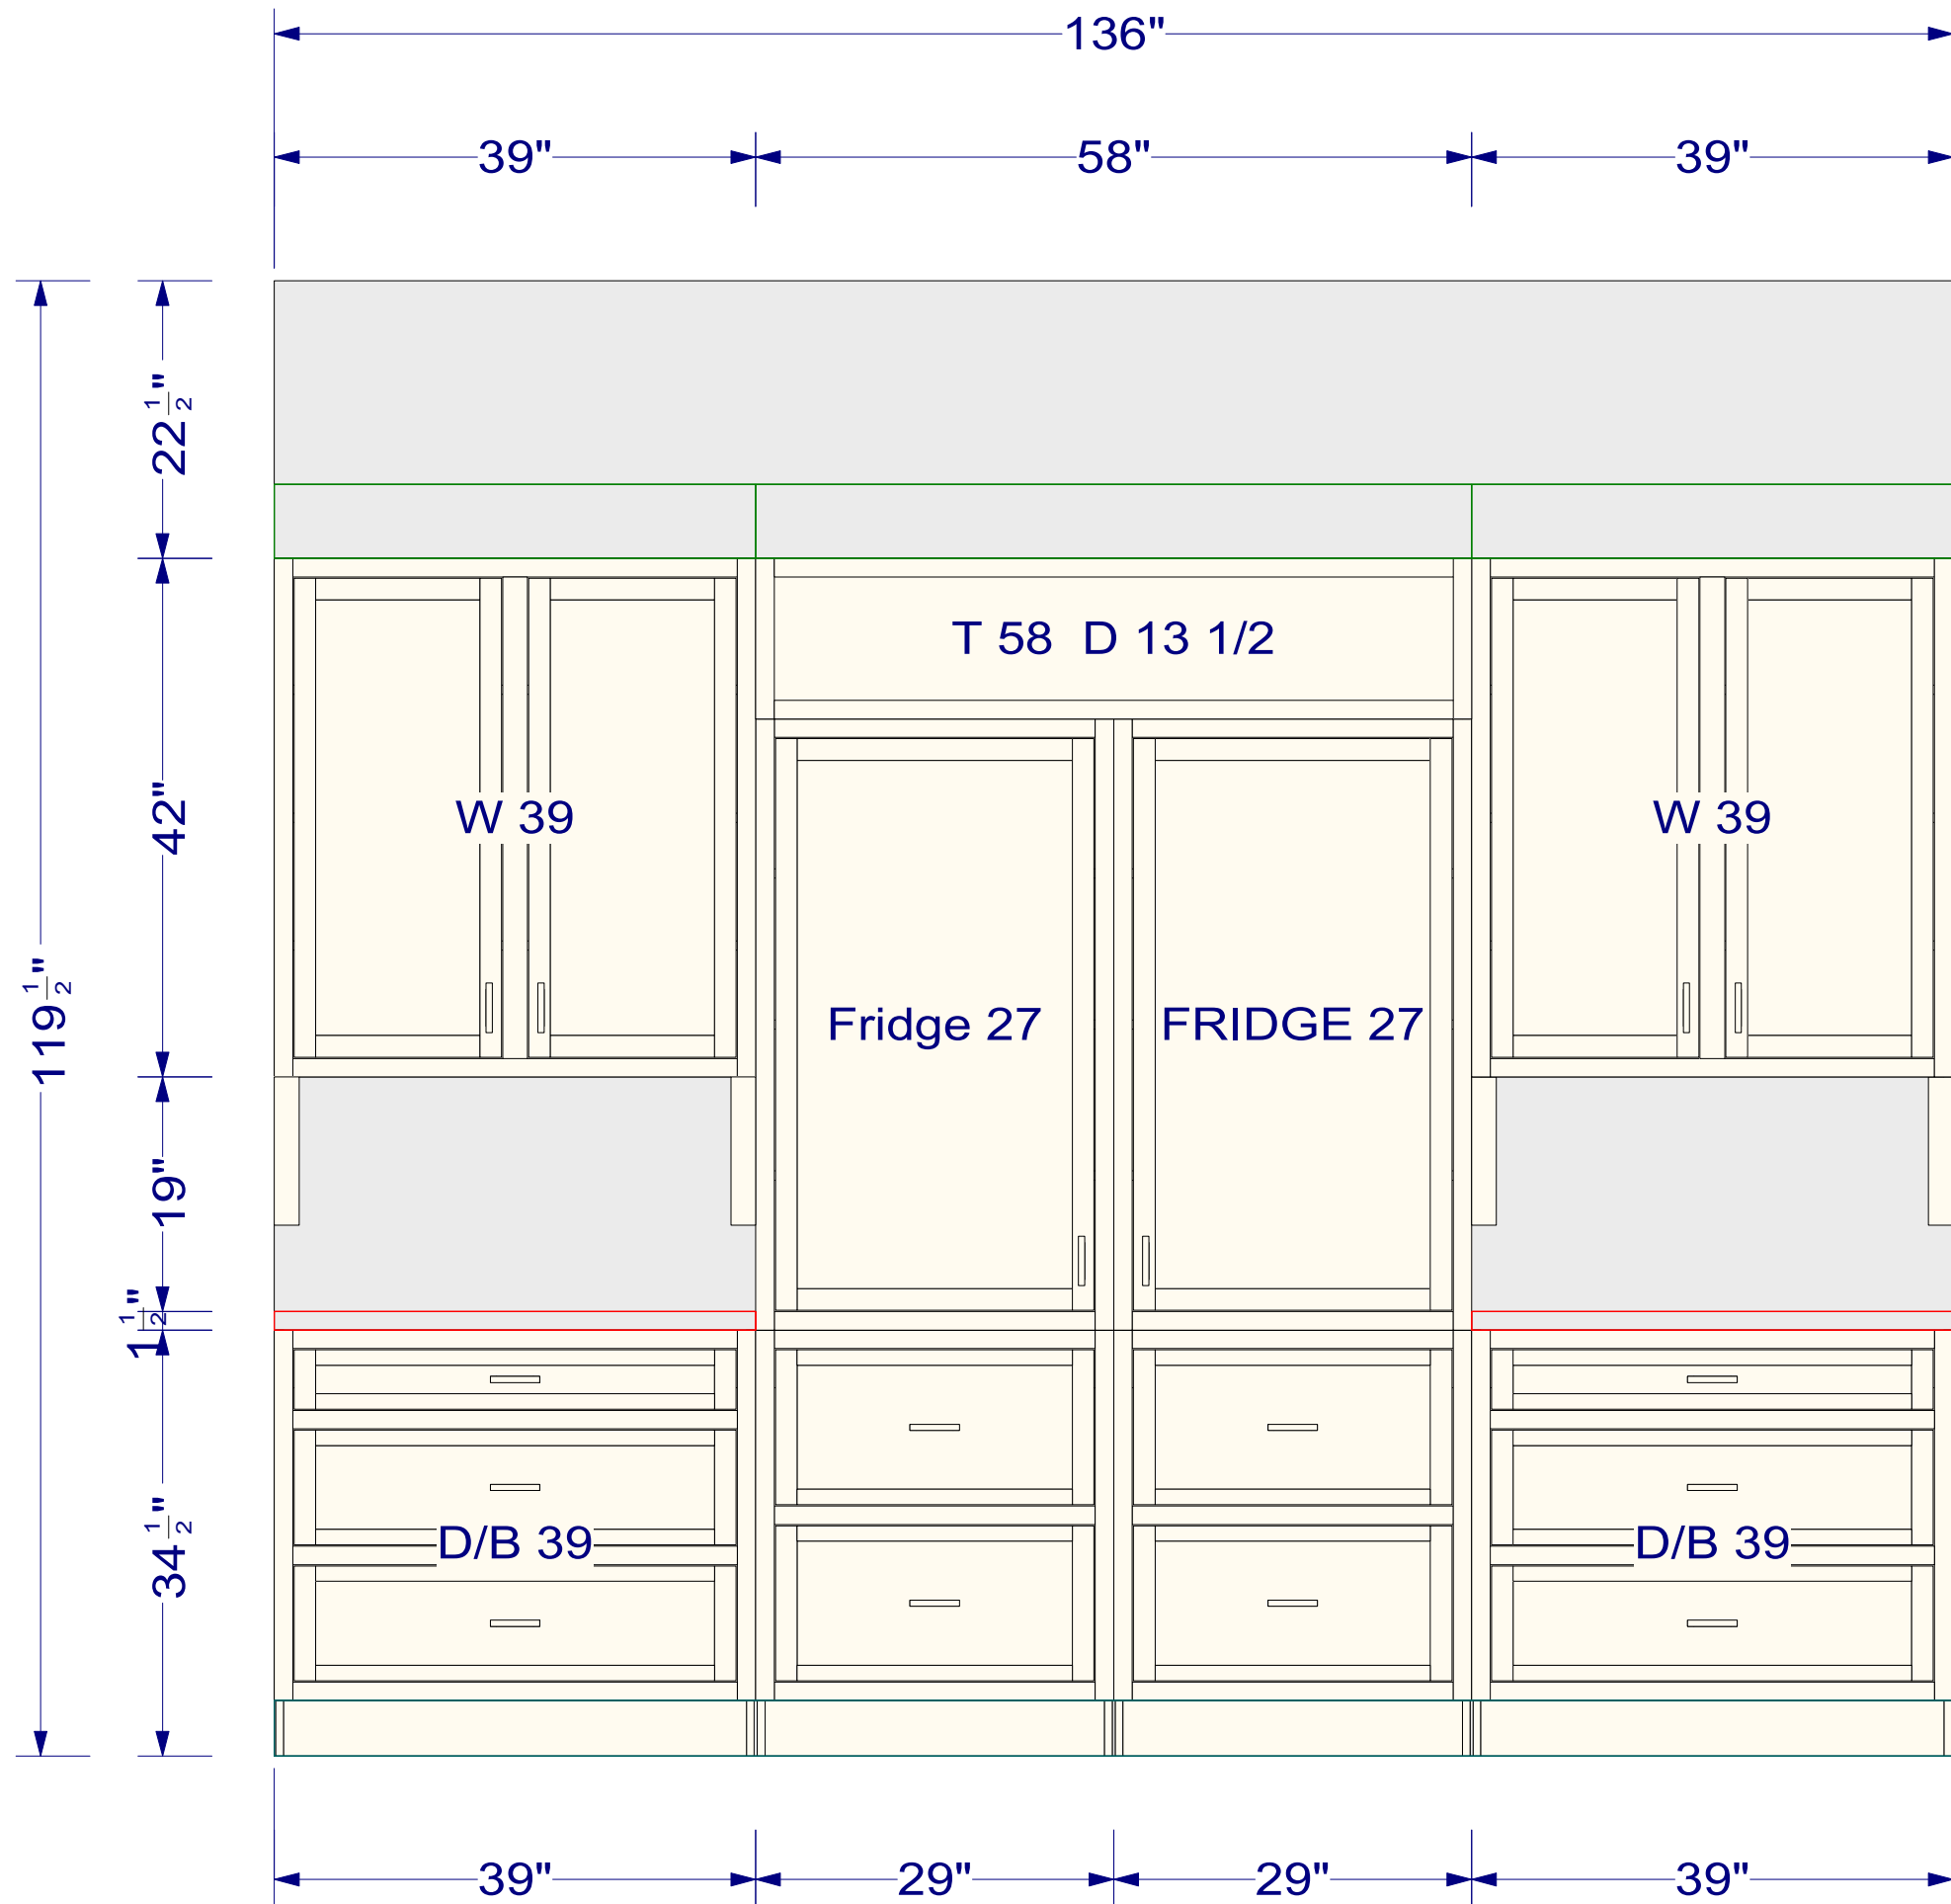 136"
39"
58"
39"
22 1/2"
T 58 D 13 1/2
42"
W 39
W 39
119 1/2"
Fridge 27
FRIDGE 27
19"
1 1/2"
34 1/2"
D/B 39
D/B 39
39"
29"
29"
39"